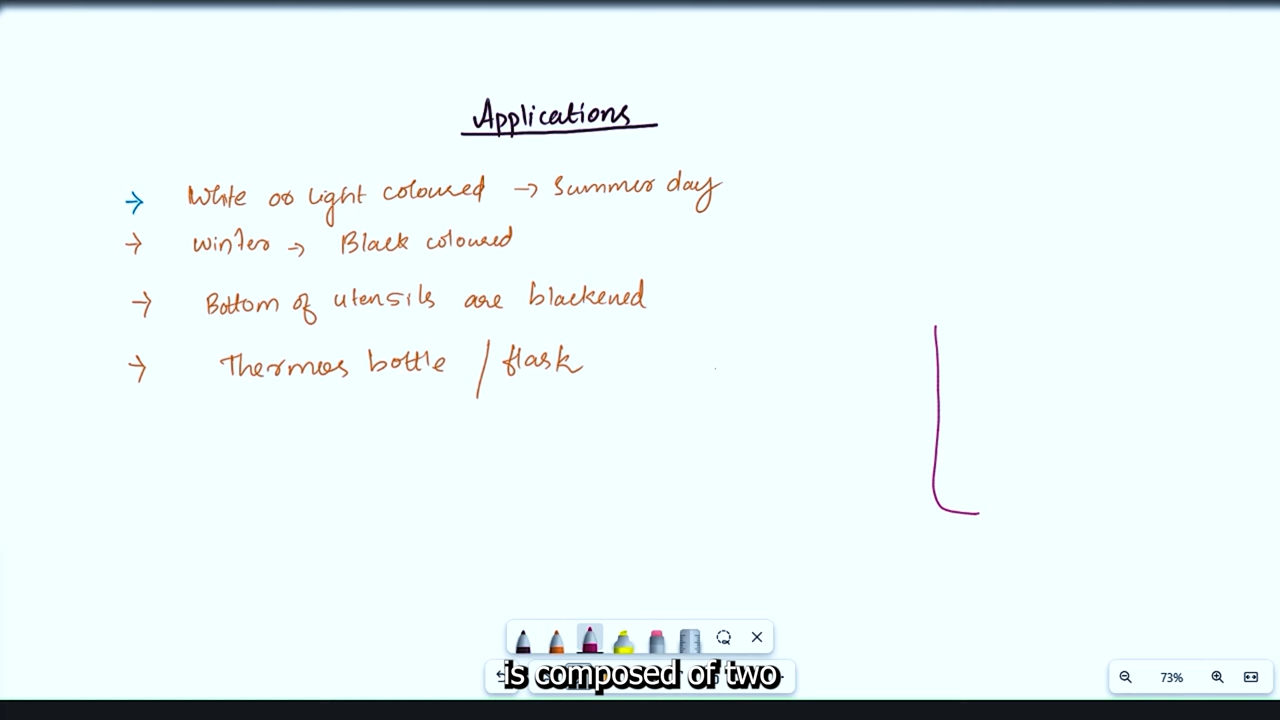 Applications
→ White or Light coloured → Summer day
→ winter → Black coloured
→ Bottom of utensils are blackened
→ Thermos bottle / flask
is composed of two
73%